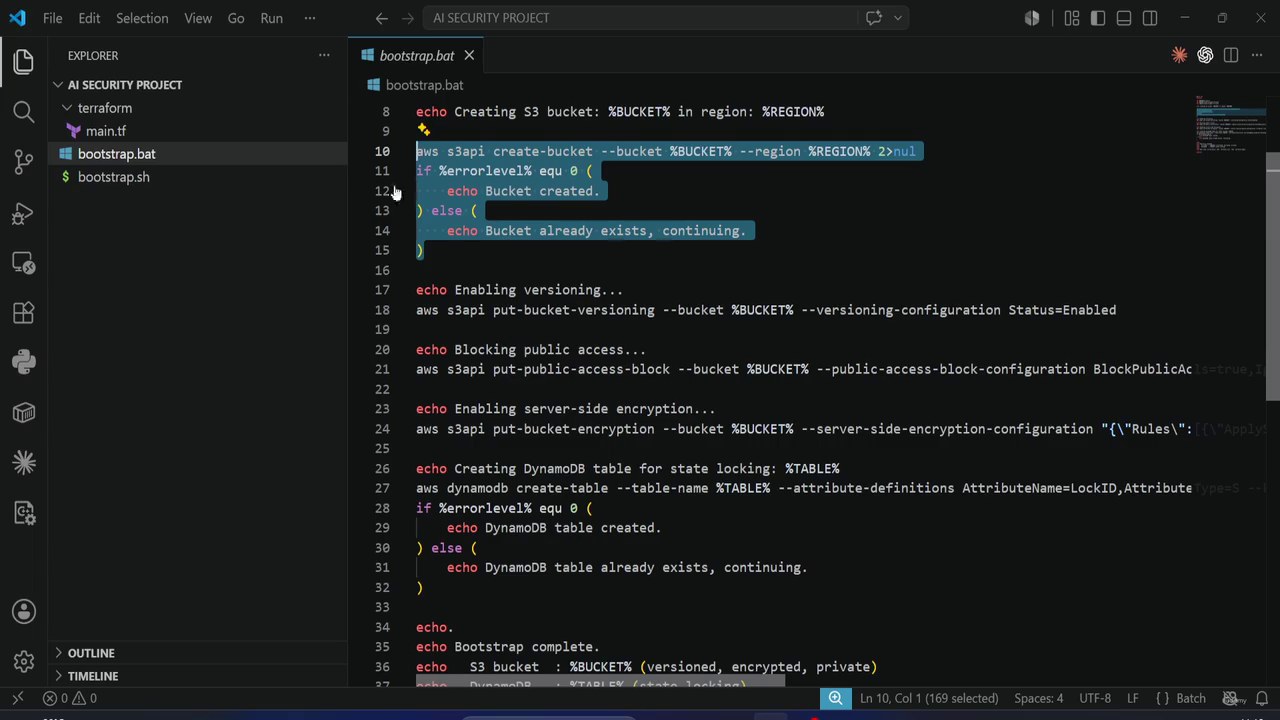 File Edit Selection View Go Run ··· AI SECURITY PROJECT
EXPLORER ···
AI SECURITY PROJECT
terraform
main.tf
bootstrap.bat
$ bootstrap.sh
OUTLINE
TIMELINE
bootstrap.bat
bootstrap.bat
8 echo Creating S3 bucket: %BUCKET% in region: %REGION%
9
10 aws s3api create-bucket --bucket %BUCKET% --region %REGION% 2>nul
11 if %errorlevel% equ 0 (
12 echo Bucket created.
13 ) else (
14 echo Bucket already exists, continuing.
15 )
16
17 echo Enabling versioning...
18 aws s3api put-bucket-versioning --bucket %BUCKET% --versioning-configuration Status=Enabled
19
20 echo Blocking public access...
21 aws s3api put-public-access-block --bucket %BUCKET% --public-access-block-configuration BlockPublicAc
22
23 echo Enabling server-side encryption...
24 aws s3api put-bucket-encryption --bucket %BUCKET% --server-side-encryption-configuration "{\"Rules\":[{\"ApplyS
25
26 echo Creating DynamoDB table for state locking: %TABLE%
27 aws dynamodb create-table --table-name %TABLE% --attribute-definitions AttributeName=LockID,AttributeType=S
28 if %errorlevel% equ 0 (
29 echo DynamoDB table created.
30 ) else (
31 echo DynamoDB table already exists, continuing.
32 )
33
34 echo.
35 echo Bootstrap complete.
36 echo S3 bucket : %BUCKET% (versioned, encrypted, private)
37 echo DynamoDB : %TABLE% (state locking)
0 0 Ln 10, Col 1 (169 selected) Spaces: 4 UTF-8 LF { } Batch